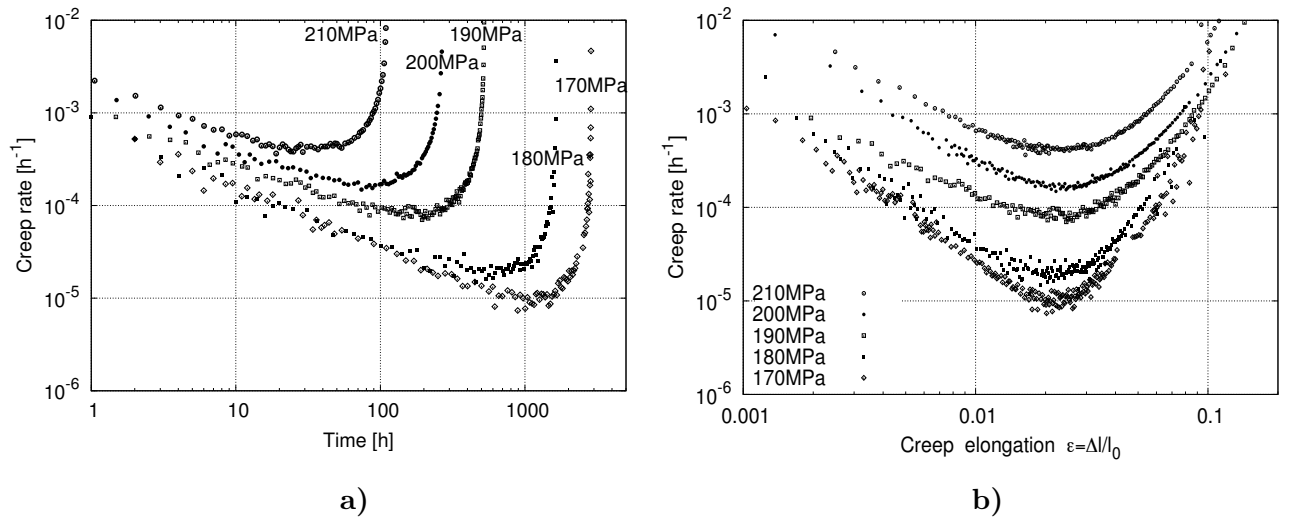 10⁻²
10⁻³
10⁻⁴
10⁻⁵
10⁻⁶
Creep rate [h⁻¹]
1 10 100 1000
Time [h]
210MPa
190MPa
200MPa
170MPa
180MPa
a)
10⁻²
10⁻³
10⁻⁴
10⁻⁵
10⁻⁶
Creep rate [h⁻¹]
210MPa
200MPa
190MPa
180MPa
170MPa
0.001 0.01 0.1
Creep elongation ε=Δl/l₀
b)